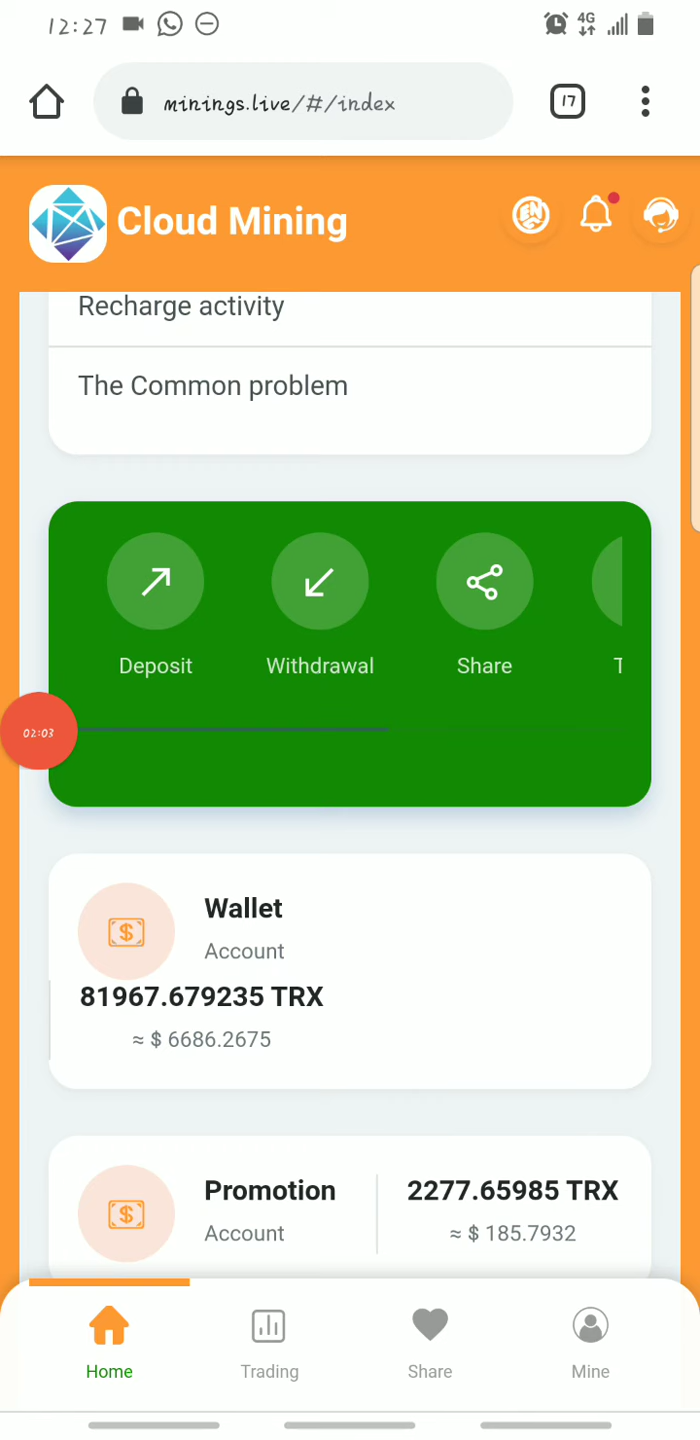 12:27
4G
minings.live/#/index
17
Cloud Mining
EN
Recharge activity
The Common problem
Deposit
Withdrawal
Share
T
02:03
Wallet
Account
81967.679235 TRX
≈ $ 6686.2675
Promotion
2277.65985 TRX
Account
≈ $ 185.7932
Home
Trading
Share
Mine